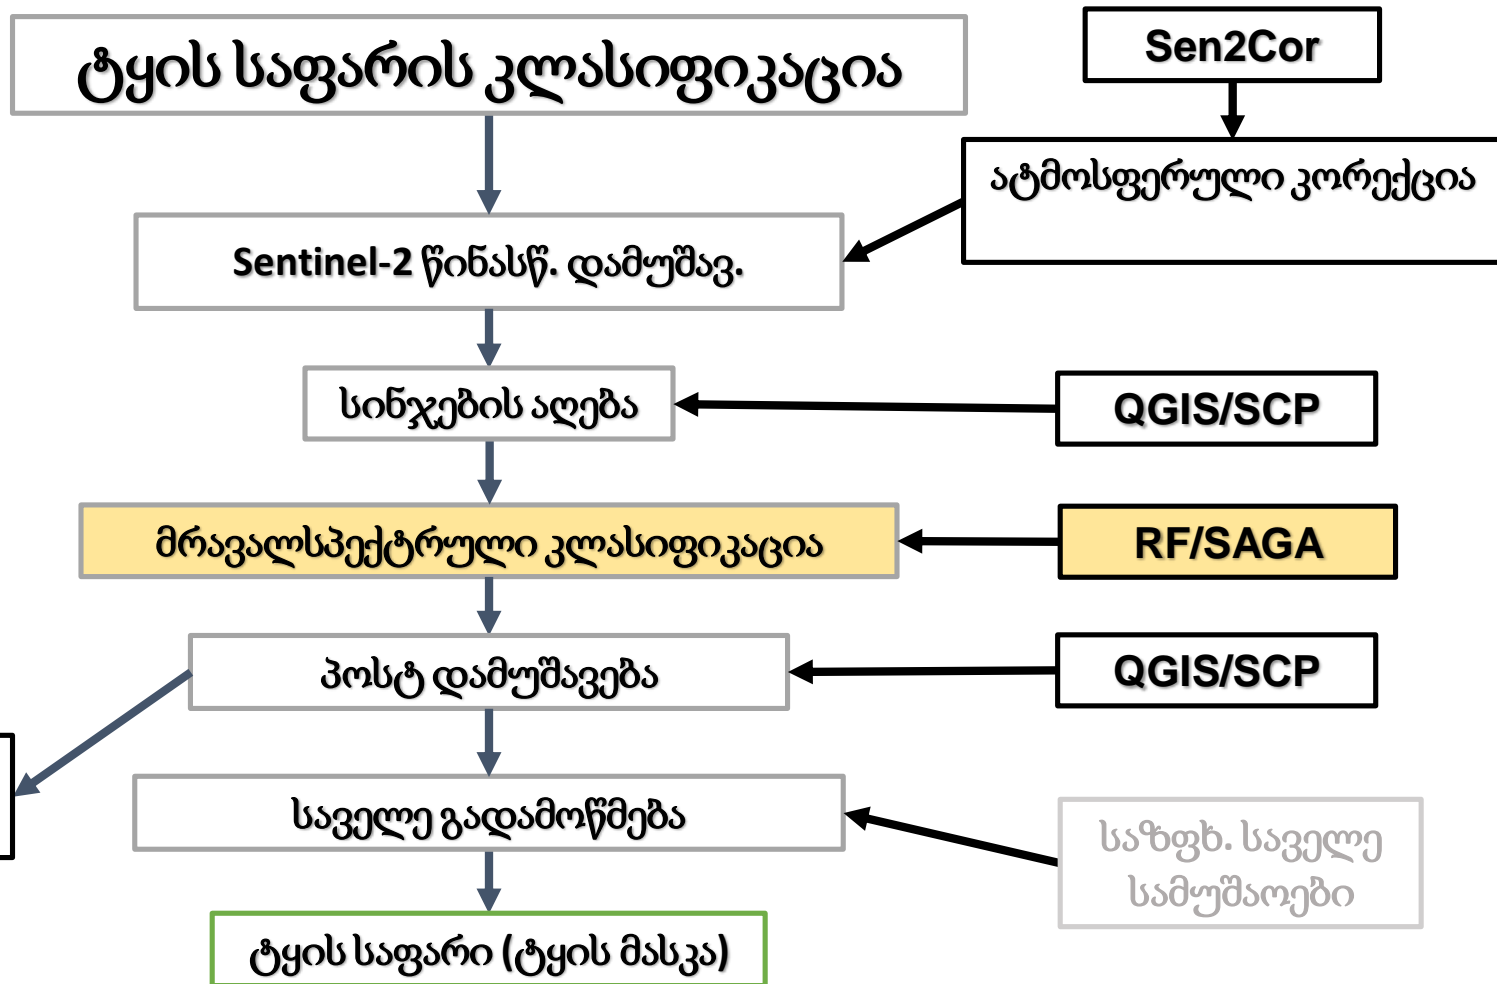 ტყის საფარის კლასიფიკაცია
Sen2Cor
ატმოსფერული კორექცია
Sentinel-2 წინასწ. დამუშავ.
სინჯების აღება
QGIS/SCP
მრავალსპექტრული კლასიფიკაცია
RF/SAGA
პოსტ დამუშავება
QGIS/SCP
საველე გადამოწმება
საზფხ. საველე
სამუშაოები
ტყის საფარი (ტყის მასკა)